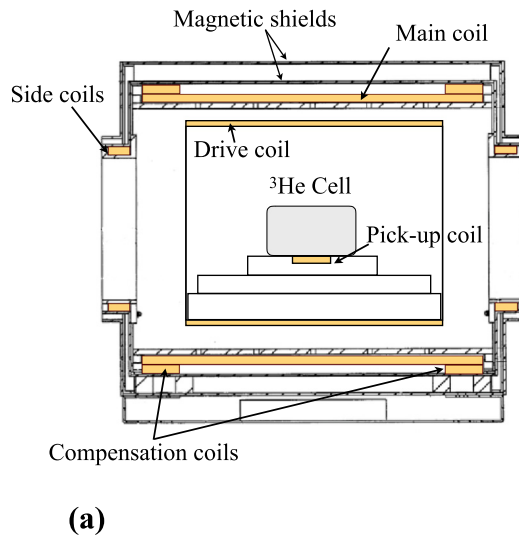 Magnetic shields
Main coil
Side coils
Drive coil
³He Cell
Pick-up coil
Compensation coils
(a)